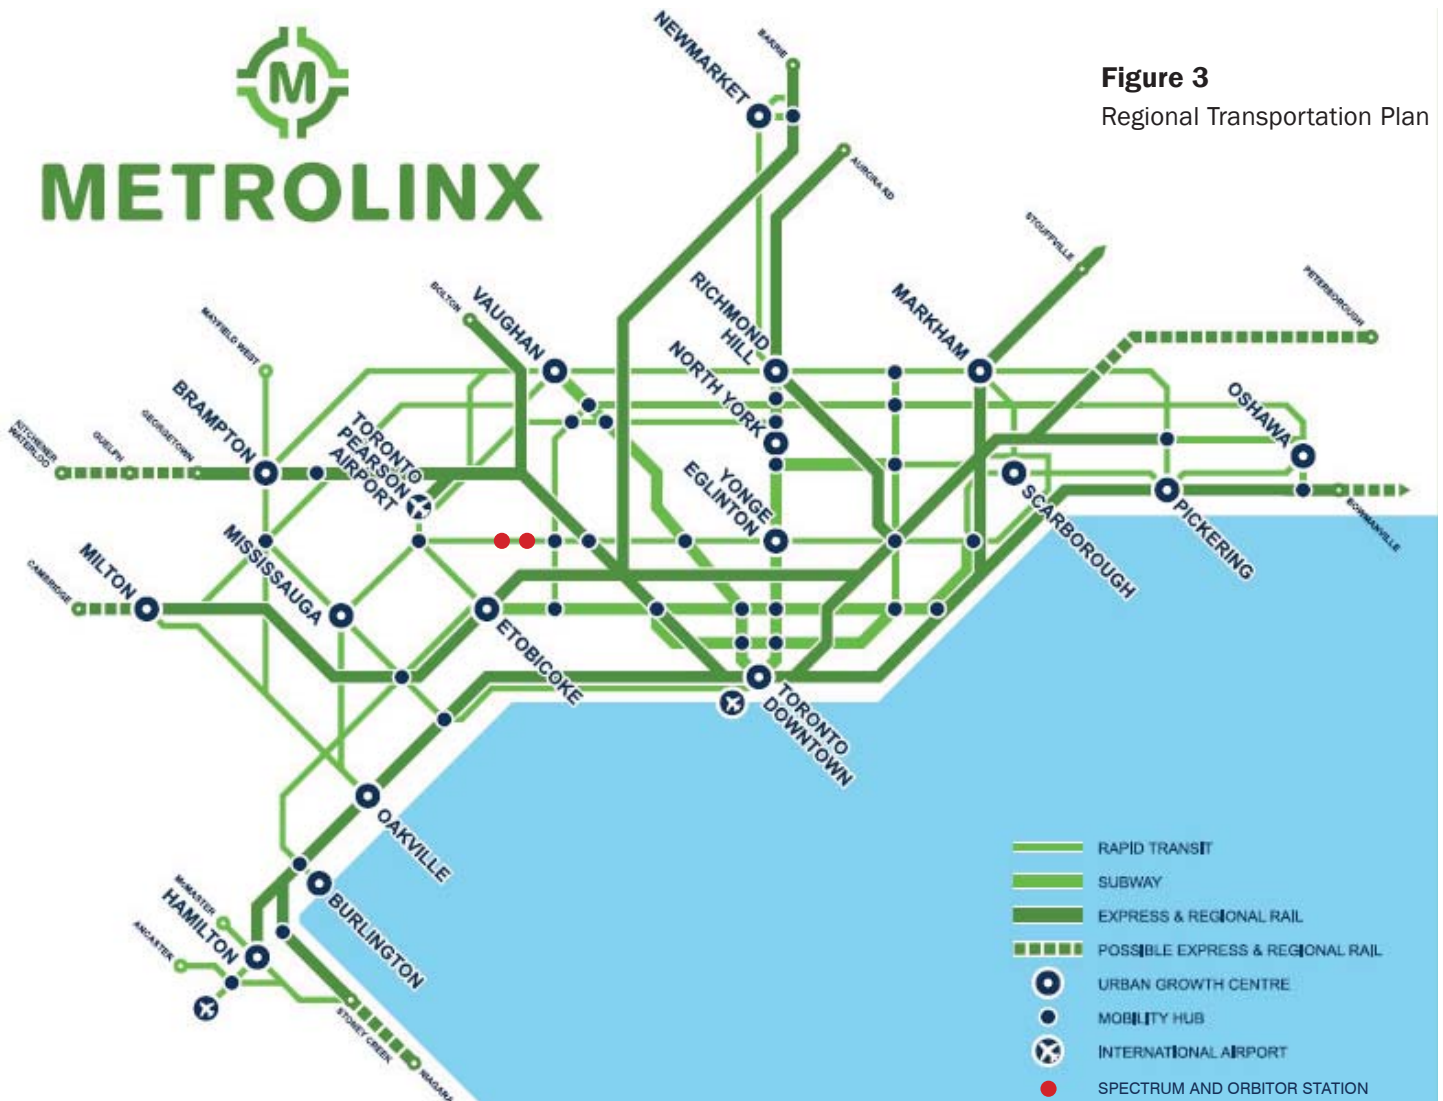 M
METROLINX
Figure 3
Regional Transportation Plan
NEWMARKET
BARRIE
AURORA RD
STOUFFVILLE
PETERBOROUGH
BOLTON
VAUGHAN
RICHMOND
HILL
MARKHAM
MAYFIELD WEST
NORTH YORK
OSHAWA
BRAMPTON
TORONTO
PEARSON
AIRPORT
KITCHENER
WATERLOO
GUELPH
GEORGETOWN
YONGE
EGLINTON
SCARBOROUGH
PICKERING
BOWMANVILLE
MISSISSAUGA
MILTON
CAMBRIDGE
ETOBICOKE
TORONTO
DOWNTOWN
OAKVILLE
BURLINGTON
McMASTER
HAMILTON
ANCASTER
STONEY CREEK
NIAGARA
RAPID TRANSIT
SUBWAY
EXPRESS & REGIONAL RAIL
POSSIBLE EXPRESS & REGIONAL RAIL
URBAN GROWTH CENTRE
MOBILITY HUB
INTERNATIONAL AIRPORT
SPECTRUM AND ORBITOR STATION